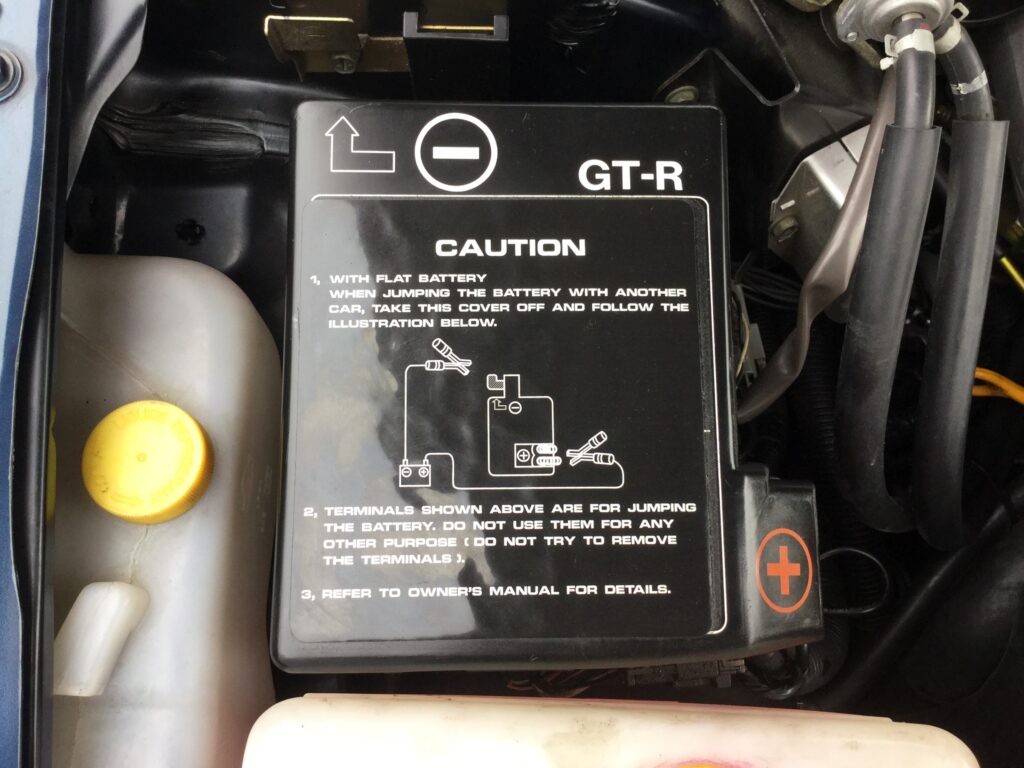 GT-R
CAUTION
1, WITH FLAT BATTERY
WHEN JUMPING THE BATTERY WITH ANOTHER
CAR, TAKE THIS COVER OFF AND FOLLOW THE
ILLUSTRATION BELOW.
2, TERMINALS SHOWN ABOVE ARE FOR JUMPING
THE BATTERY. DO NOT USE THEM FOR ANY
OTHER PURPOSE ( DO NOT TRY TO REMOVE
THE TERMINALS ).
3, REFER TO OWNER'S MANUAL FOR DETAILS.